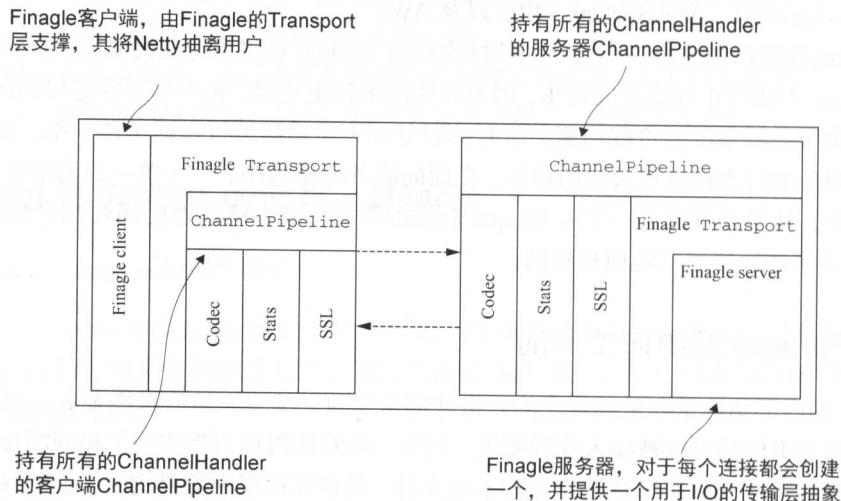 Finagle客户端，由Finagle的Transport
层支撑，其将Netty抽离用户
持有所有的ChannelHandler
的服务器ChannelPipeline
Finagle client
Finagle Transport
ChannelPipeline
Codec
Stats
SSL
ChannelPipeline
Codec
Stats
SSL
Finagle Transport
Finagle server
持有所有的ChannelHandler
的客户端ChannelPipeline
Finagle服务器，对于每个连接都会创建
一个，并提供一个用于I/O的传输层抽象